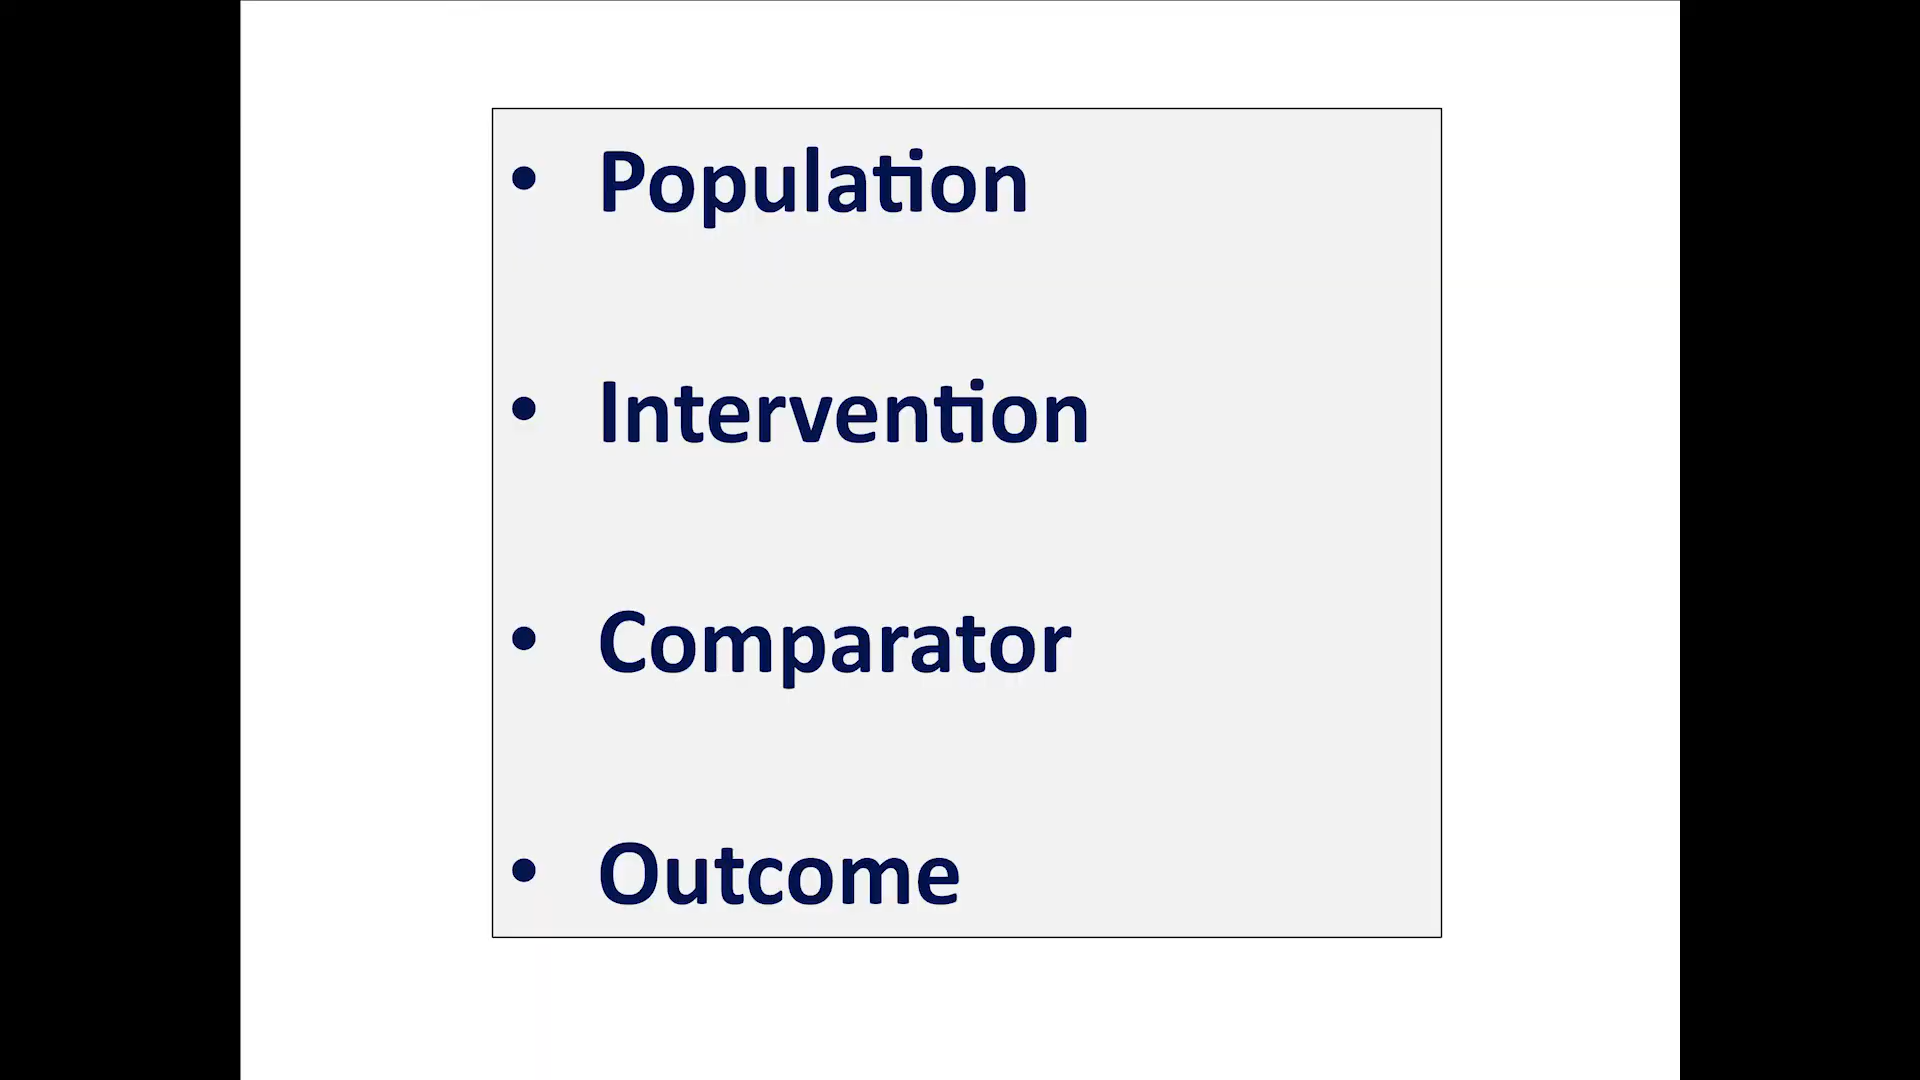 • Population
• Intervention
• Comparator
• Outcome